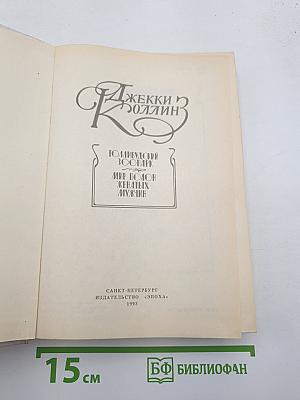 ДЖЕККИ
КОЛЛИНЗ
ГОЛЛИВУДСКИЙ
ЗООПАРК
МИР ПОЛОН
ЖЕНАТЫХ
МУЖЧИН
САНКТ-ПЕТЕРБУРГ
ИЗДАТЕЛЬСТВО «ЭПОХА»
1993
15 см
БФ БИБЛИОФАН